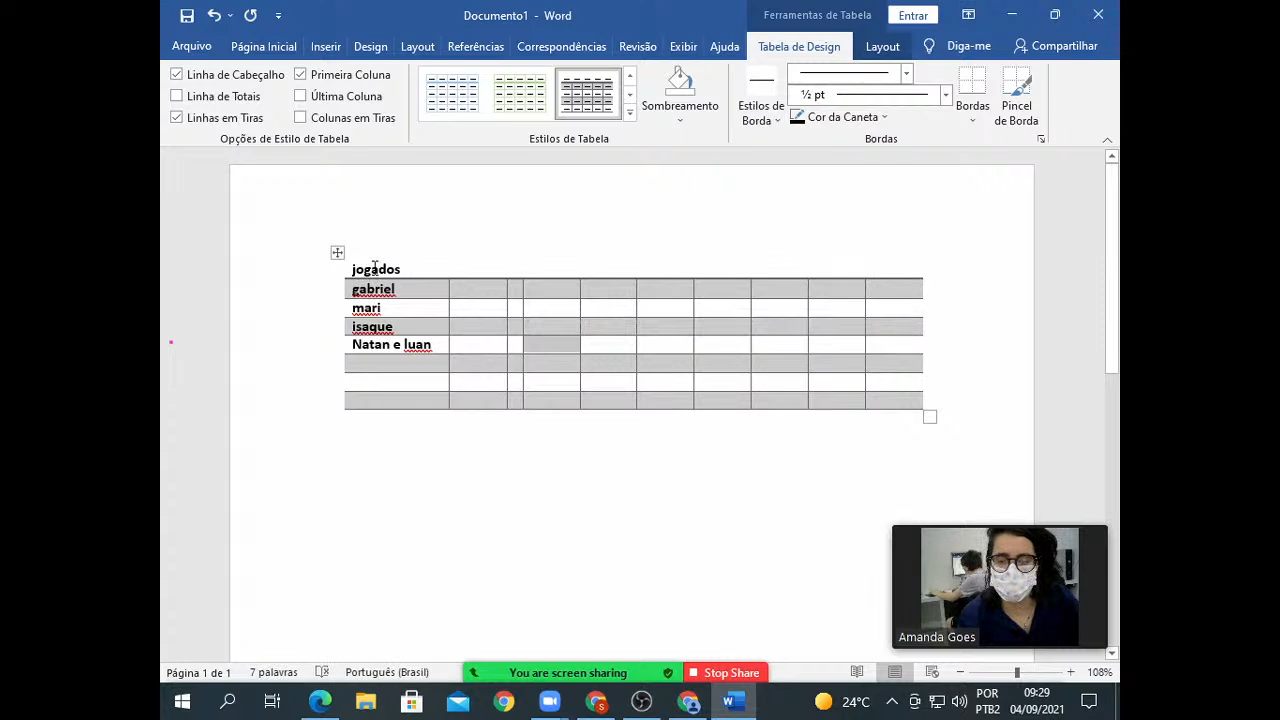 Documento1 - Word
Ferramentas de Tabela
Entrar
Arquivo
Página Inicial
Inserir
Design
Layout
Referências
Correspondências
Revisão
Exibir
Ajuda
Tabela de Design
Layout
Diga-me
Compartilhar
Linha de Cabeçalho
Primeira Coluna
Linha de Totais
Última Coluna
Linhas em Tiras
Colunas em Tiras
Opções de Estilo de Tabela
Estilos de Tabela
Sombreamento
Estilos de
Borda
½ pt
Cor da Caneta
Bordas
Pincel
de Borda
Bordas
jogados
gabriel
mari
isaque
Natan e luan
Amanda Goes
Página 1 de 1
7 palavras
Português (Brasil)
You are screen sharing
Stop Share
108%
24°C
POR
PTB2
09:29
04/09/2021